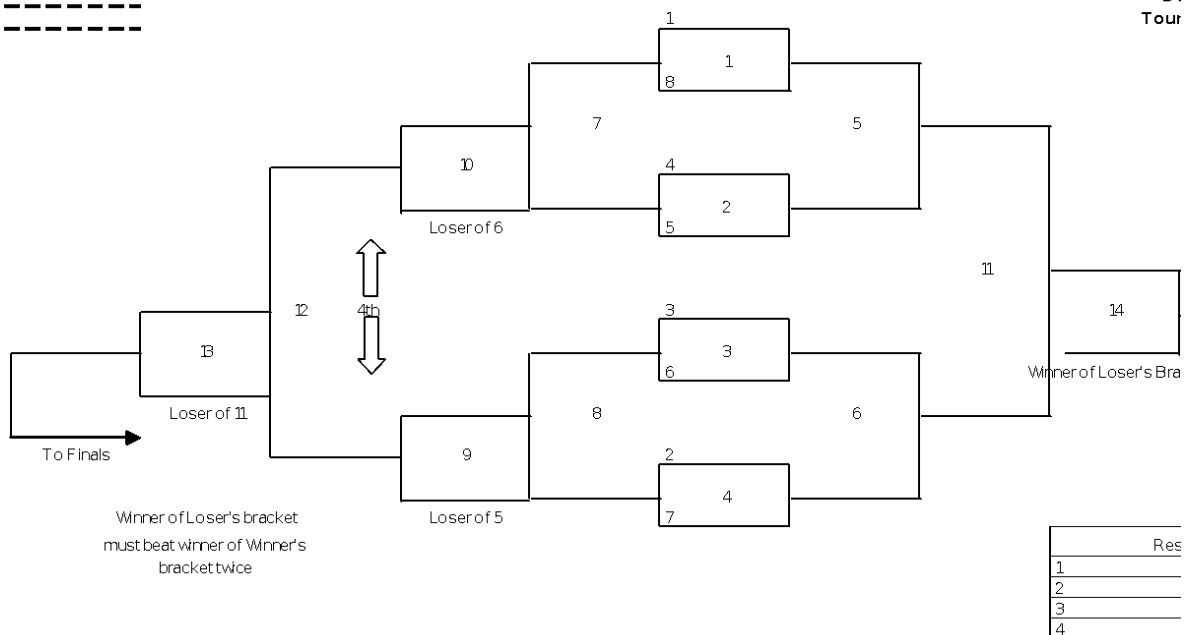 1
Tour
1
8
7
5
10
4
2
5
Loser of 6
11
12
4th
3
14
13
3
6
Winner of Loser's Bra
Loser of 11
8
6
To Finals
9
2
4
7
Loser of 5
Winner of Loser's bracket
must beat winner of Winner's
bracket twice
Res
1
2
3
4